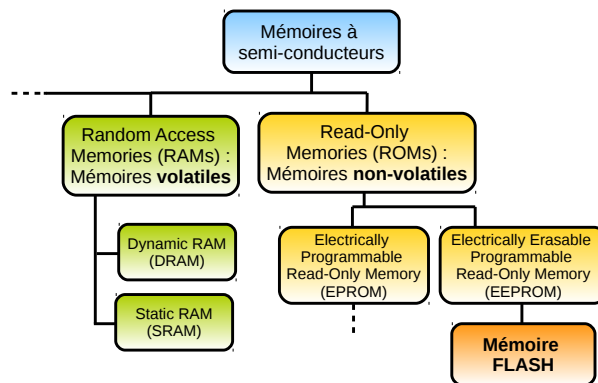 Mémoires à
semi-conducteurs
Random Access
Memories (RAMs) :
Mémoires volatiles
Read-Only
Memories (ROMs) :
Mémoires non-volatiles
Dynamic RAM
(DRAM)
Static RAM
(SRAM)
Electrically
Programmable
Read-Only Memory
(EPROM)
Electrically Erasable
Programmable
Read-Only Memory
(EEPROM)
Mémoire
FLASH